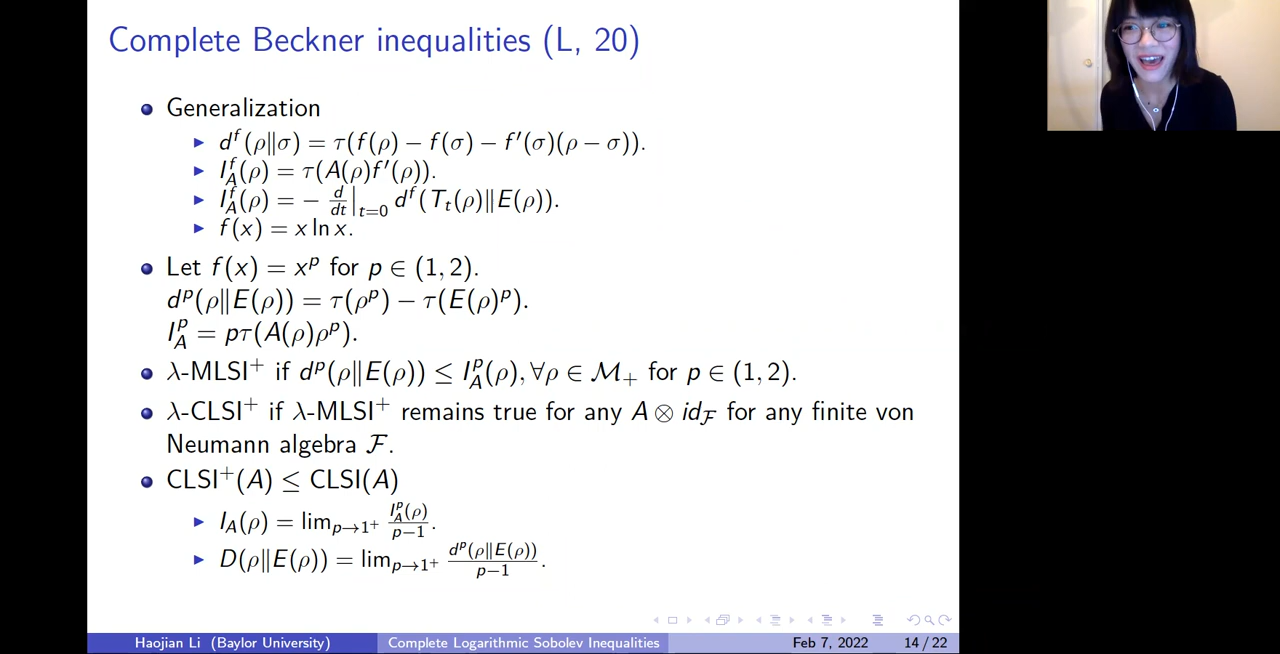 Complete Beckner inequalities (L, 20)
Generalization
d^f(ρ‖σ) = τ(f(ρ) − f(σ) − f′(σ)(ρ − σ)).
I_A^f(ρ) = τ(A(ρ)f′(ρ)).
I_A^f(ρ) = − d/dt|_{t=0} d^f(T_t(ρ)‖E(ρ)).
f(x) = x ln x.
Let f(x) = x^p for p ∈ (1, 2).
d^p(ρ‖E(ρ)) = τ(ρ^p) − τ(E(ρ)^p).
I_A^p = pτ(A(ρ)ρ^p).
λ-MLSI^+ if d^p(ρ‖E(ρ)) ≤ I_A^p(ρ), ∀ρ ∈ ℳ_+ for p ∈ (1, 2).
λ-CLSI^+ if λ-MLSI^+ remains true for any A ⊗ id_ℱ for any finite von
Neumann algebra ℱ.
CLSI^+(A) ≤ CLSI(A)
I_A(ρ) = lim_{p→1^+} I_A^p(ρ)/(p−1).
D(ρ‖E(ρ)) = lim_{p→1^+} d^p(ρ‖E(ρ))/(p−1).
Haojian Li (Baylor University) Complete Logarithmic Sobolev Inequalities Feb 7, 2022 14 / 22